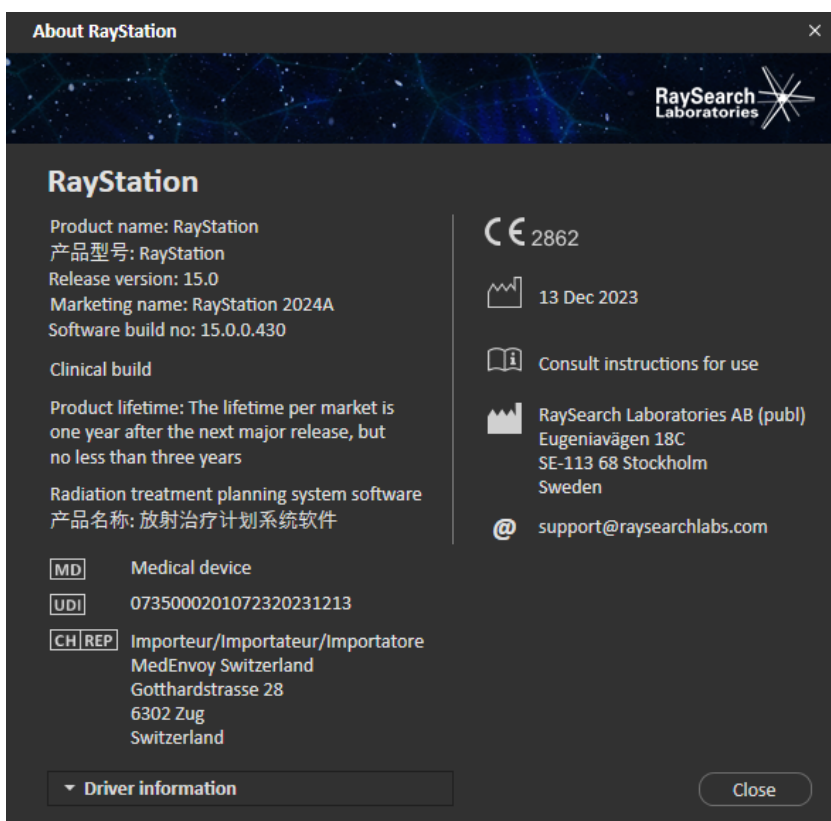 About RayStation
RaySearch
Laboratories
RayStation
Product name: RayStation
产品型号: RayStation
Release version: 15.0
Marketing name: RayStation 2024A
Software build no: 15.0.0.430
Clinical build
Product lifetime: The lifetime per market is
one year after the next major release, but
no less than three years
Radiation treatment planning system software
产品名称: 放射治疗计划系统软件
MD Medical device
UDI 0735000201072320231213
CH REP Importeur/Importateur/Importatore
MedEnvoy Switzerland
Gotthardstrasse 28
6302 Zug
Switzerland
CE 2862
13 Dec 2023
i Consult instructions for use
RaySearch Laboratories AB (publ)
Eugeniavägen 18C
SE-113 68 Stockholm
Sweden
@ support@raysearchlabs.com
Driver information
Close